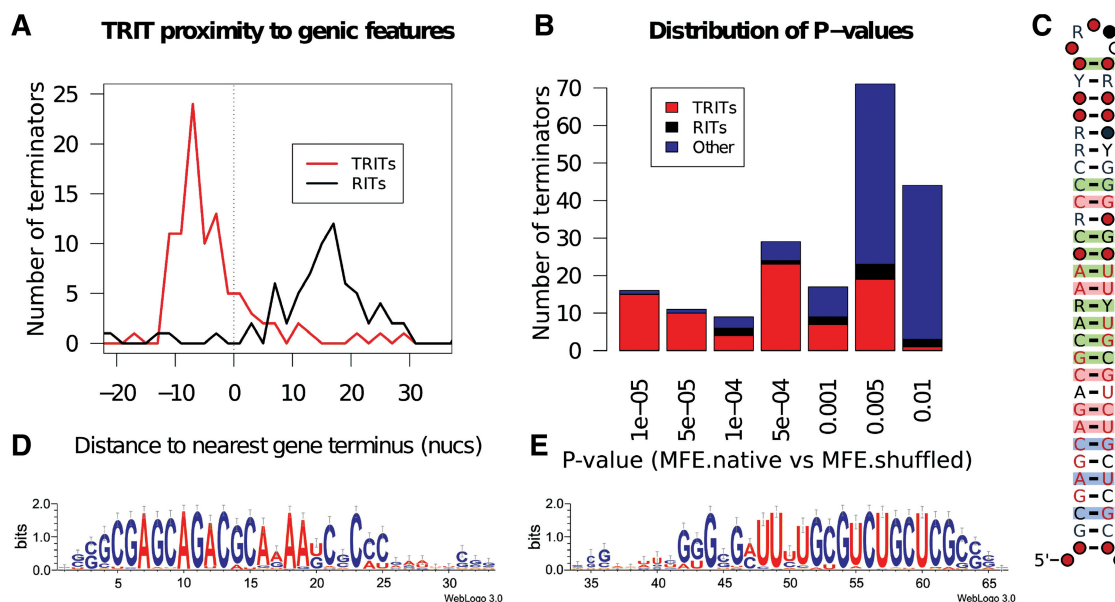 A
TRIT proximity to genic features
Number of terminators
25
20
15
10
5
0
TRITs
RITs
−20
−10
0
10
20
30
Distance to nearest gene terminus (nucs)
B
Distribution of P−values
Number of terminators
70
60
50
40
30
20
10
0
TRITs
RITs
Other
1e−05
5e−05
1e−04
5e−04
0.001
0.005
0.01
P-value (MFE.native vs MFE.shuffled)
C
R
Y R
R
R Y
C G
C G
C G
R
C G
A U
A U
R Y
A U
C G
G C
C G
A U
G C
A U
C G
G C
A U
G C
C G
G C
5'
D
bits
2.0
1.0
0.0
5
10
15
20
25
30
WebLogo 3.0
E
bits
2.0
1.0
0.0
35
40
45
50
55
60
65
WebLogo 3.0